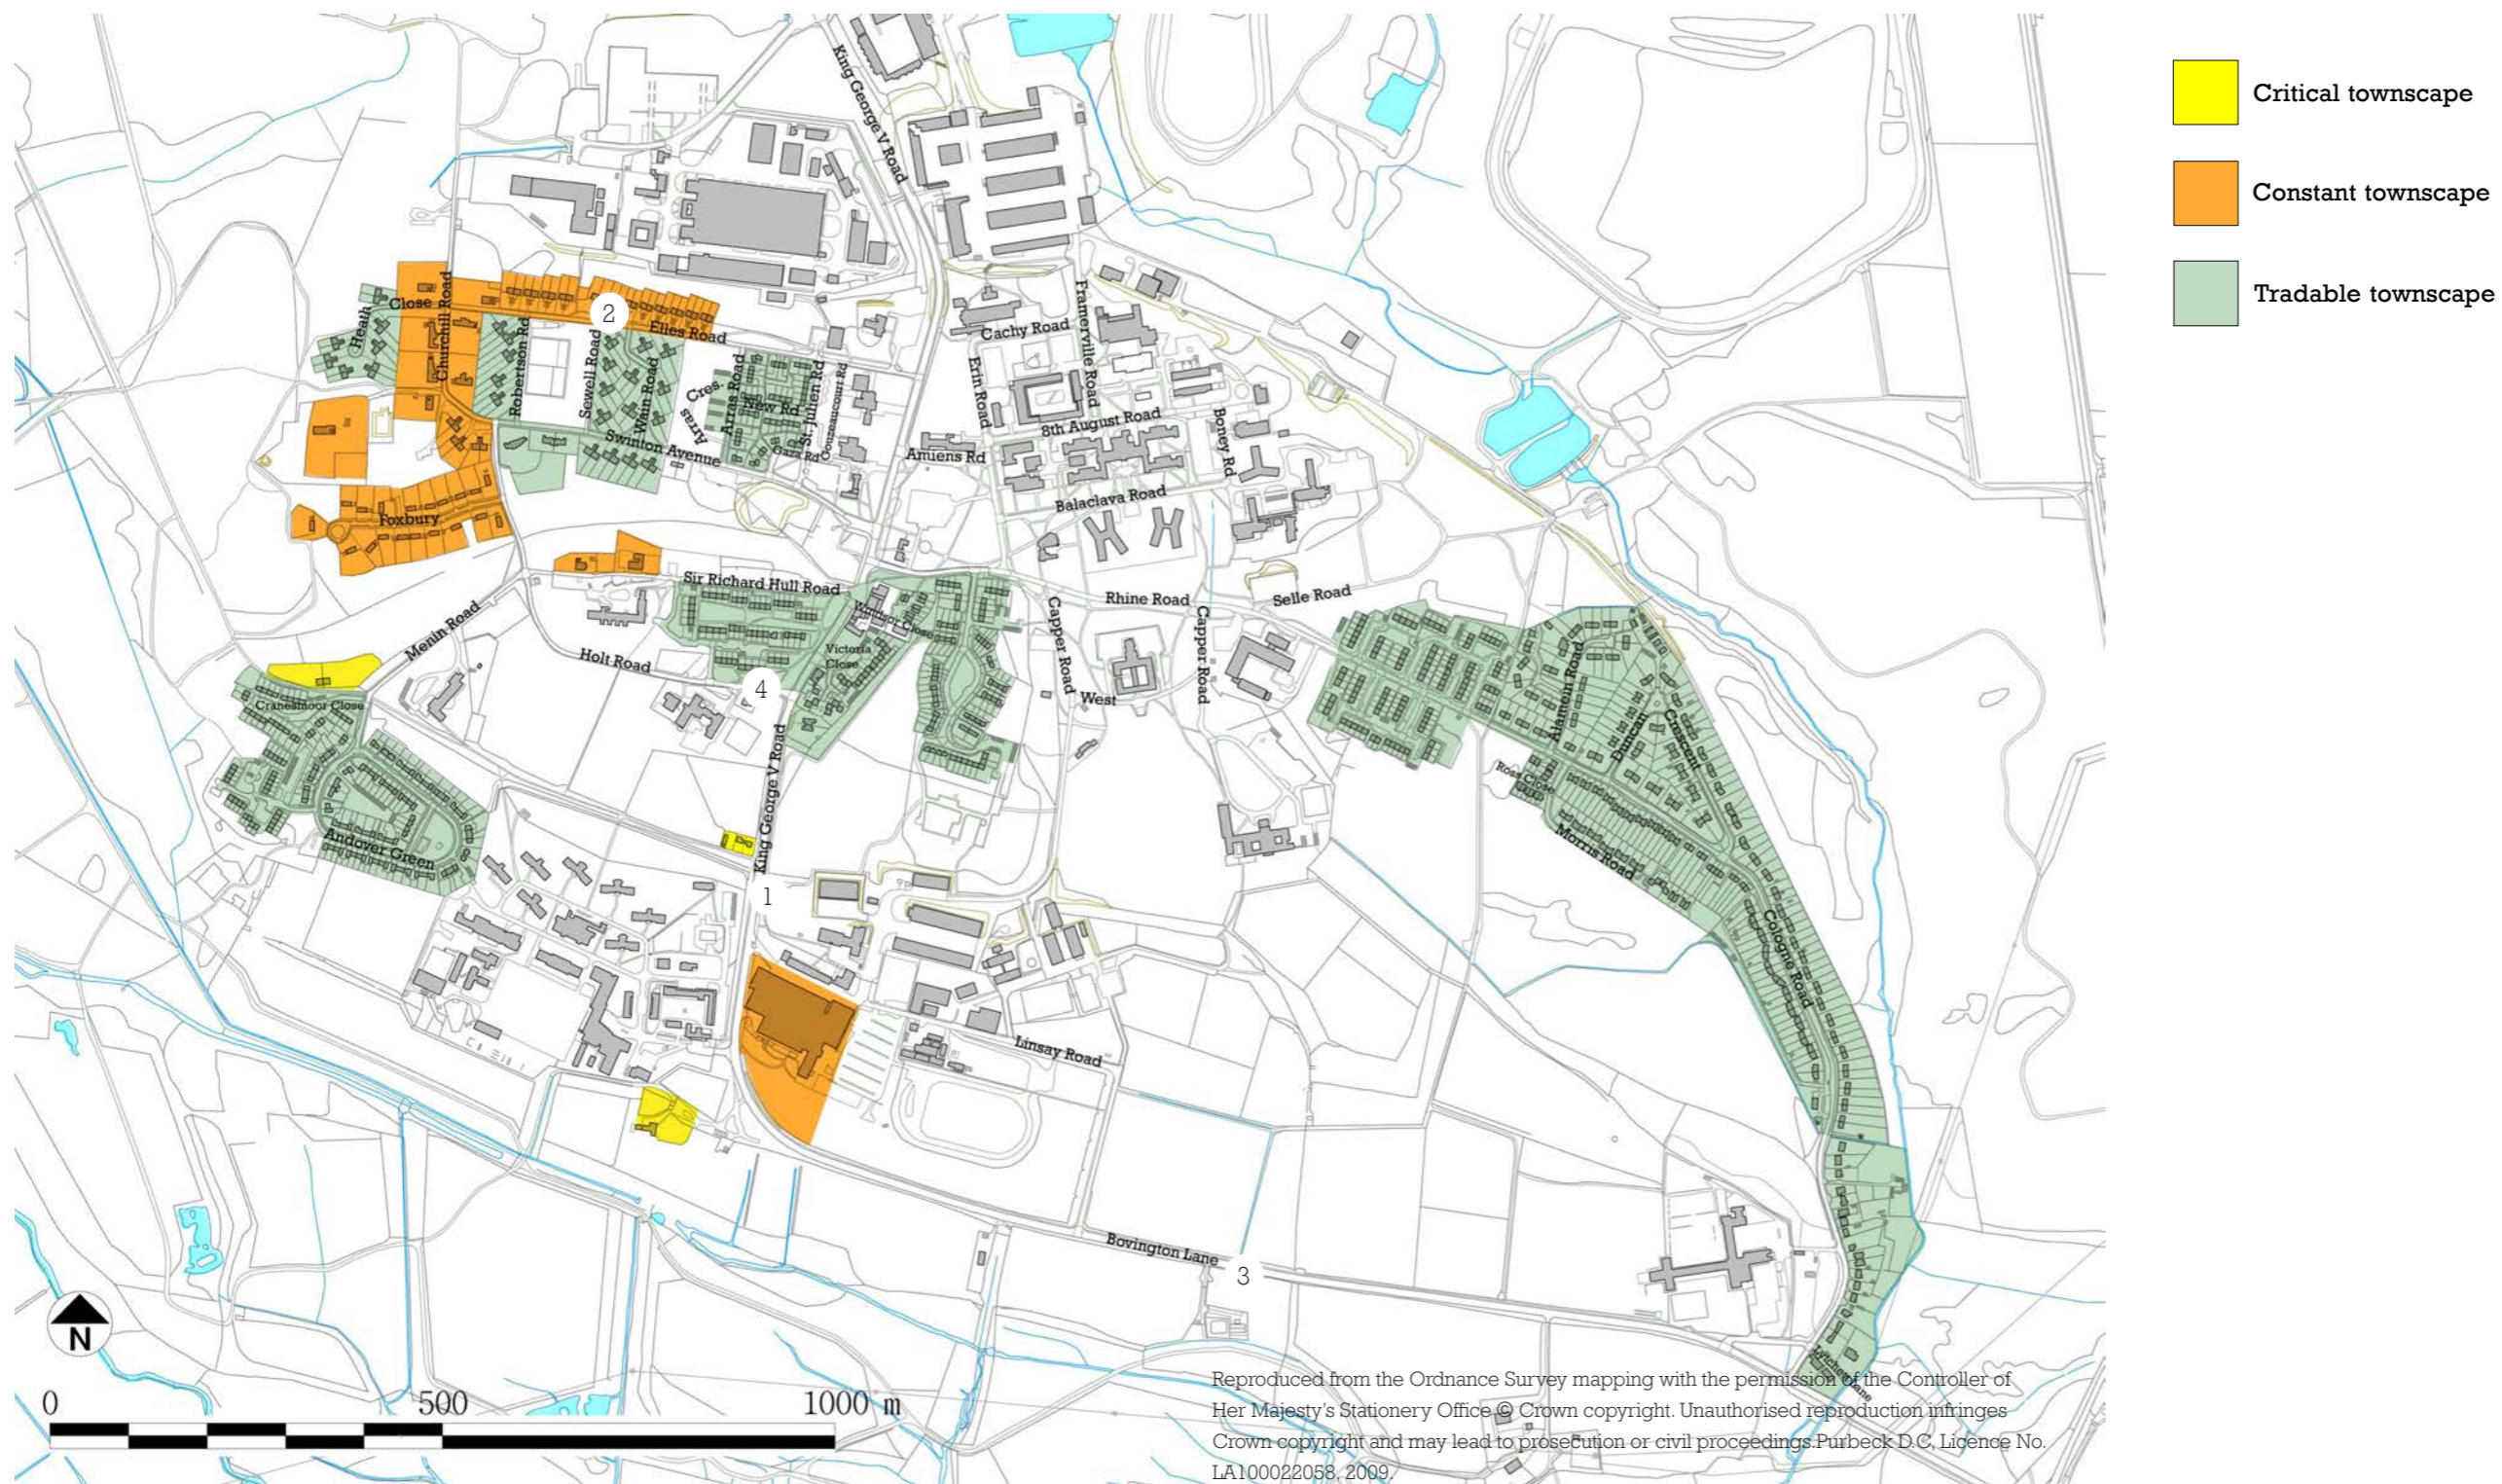 Critical townscape
Constant townscape
Tradable townscape
King George V Road
Close
Heath
Churchill Road
2
Elles Road
Robertson Rd
Sewell Road
Wain Road
Swinton Avenue
Arras
Cres.
Arras Road
New Rd
St. Julien Rd
Gouzeaucourt Rd
Gaza Rd
Cachy Road
Framerville Road
Erin Road
8th August Road
Boney Rd
Amiens Rd
Balaclava Road
Foxbury
Sir Richard Hull Road
Menin Road
Holt Road
Windsor Close
Victoria
Close
4
Capper Road
Rhine Road
Capper Road
Selle Road
West
Cranesmoor Close
Andover Green
King George V Road
1
Alamein Road
Duncan
Crescent
Ross Close
Morris Road
Cologne Road
Linsay Road
Bovington Lane
3
N
0 500 1000 m
Reproduced from the Ordnance Survey mapping with the permission of the Controller of
Her Majesty's Stationery Office © Crown copyright. Unauthorised reproduction infringes
Crown copyright and may lead to prosecution or civil proceedings.Purbeck D.C, Licence No.
LA100022058. 2009.